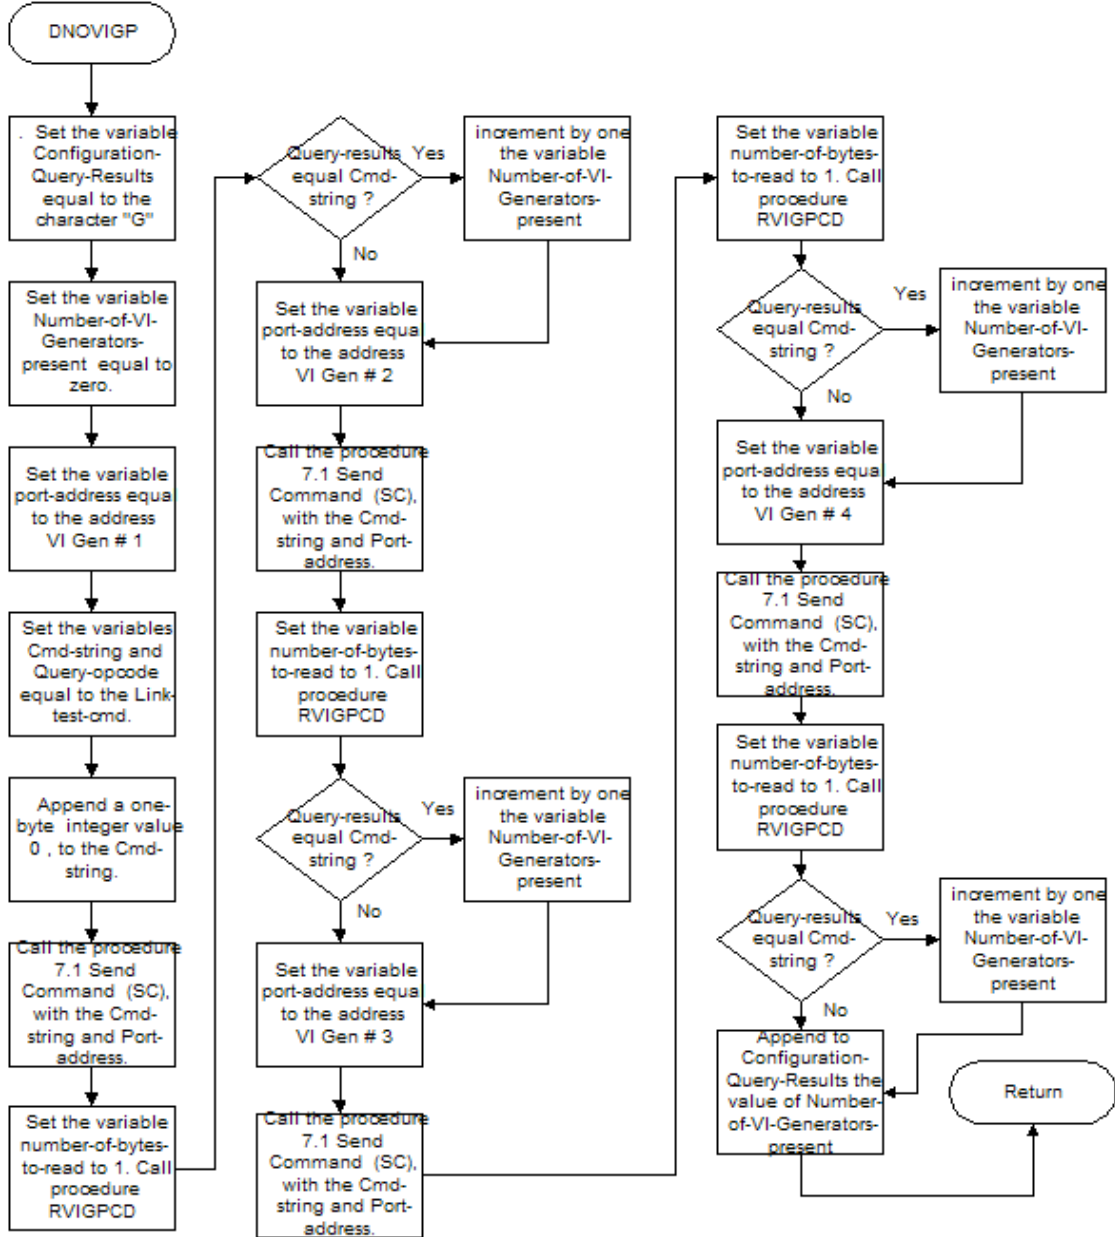 DNOVIGP
. Set the variable
Configuration-
Query-Results
equal to the
character "G"
Set the variable
Number-of-VI-
Generators-
present equal to
zero.
Set the variable
port-address equal
to the address
VI Gen # 1
Set the variables
Cmd-string and
Query-opcode
equal to the Link-
test-cmd.
Append a one-
byte integer value
0 , to the Cmd-
string.
Call the procedure
7.1 Send
Command (SC),
with the Cmd-
string and Port-
address.
Set the variable
number-of-bytes-
to-read to 1. Call
procedure
RVIGPCD
Query-results
equal Cmd-
string ?
Yes
No
increment by one
the variable
Number-of-VI-
Generators-
present
Set the variable
port-address equal
to the address
VI Gen # 2
Call the procedure
7.1 Send
Command (SC),
with the Cmd-
string and Port-
address.
Set the variable
number-of-bytes-
to-read to 1. Call
procedure
RVIGPCD
Query-results
equal Cmd-
string ?
Yes
No
increment by one
the variable
Number-of-VI-
Generators-
present
Set the variable
port-address equal
to the address
VI Gen # 3
Call the procedure
7.1 Send
Command (SC),
with the Cmd-
string and Port-
address.
Set the variable
number-of-bytes-
to-read to 1. Call
procedure
RVIGPCD
Query-results
equal Cmd-
string ?
Yes
No
increment by one
the variable
Number-of-VI-
Generators-
present
Set the variable
port-address equal
to the address
VI Gen # 4
Call the procedure
7.1 Send
Command (SC),
with the Cmd-
string and Port-
address.
Set the variable
number-of-bytes-
to-read to 1. Call
procedure
RVIGPCD
Query-results
equal Cmd-
string ?
Yes
No
increment by one
the variable
Number-of-VI-
Generators-
present
Append to
Configuration-
Query-Results the
value of Number-
of-VI-Generators-
present
Return